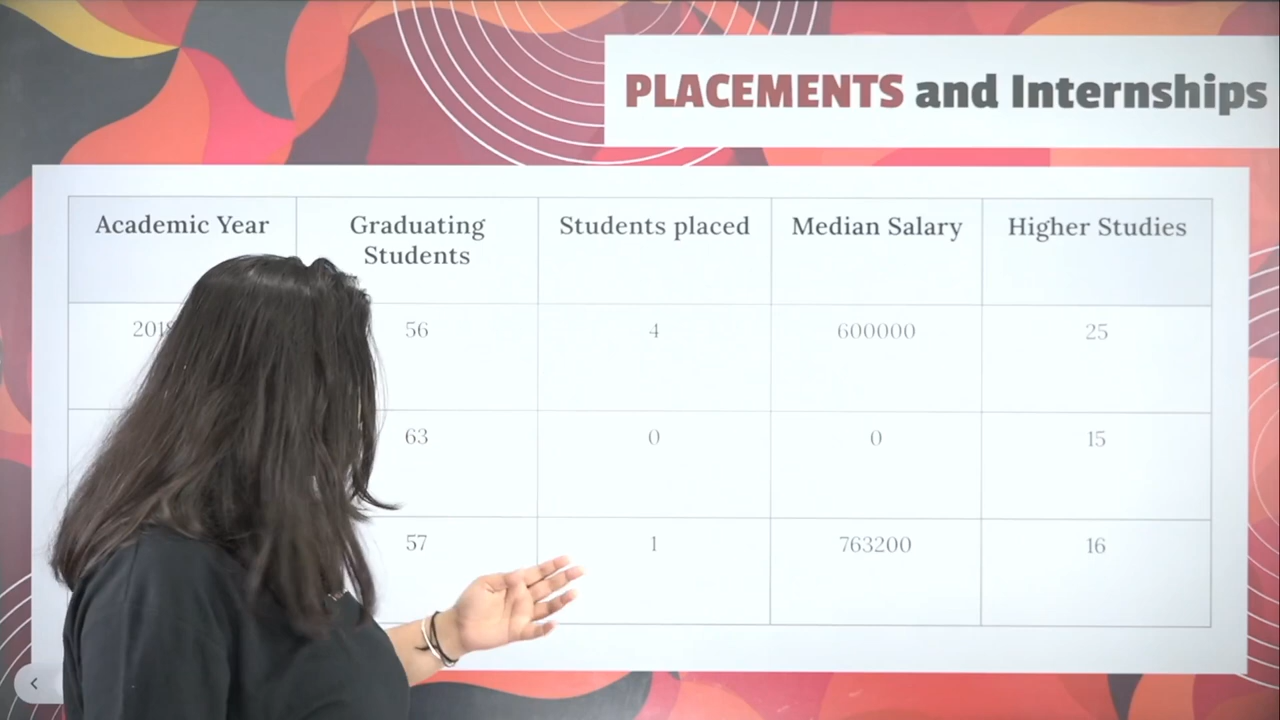 PLACEMENTS and Internships
Academic Year Graduating Students Students placed Median Salary Higher Studies
56 4 600000 25
63 0 0 15
57 1 763200 16